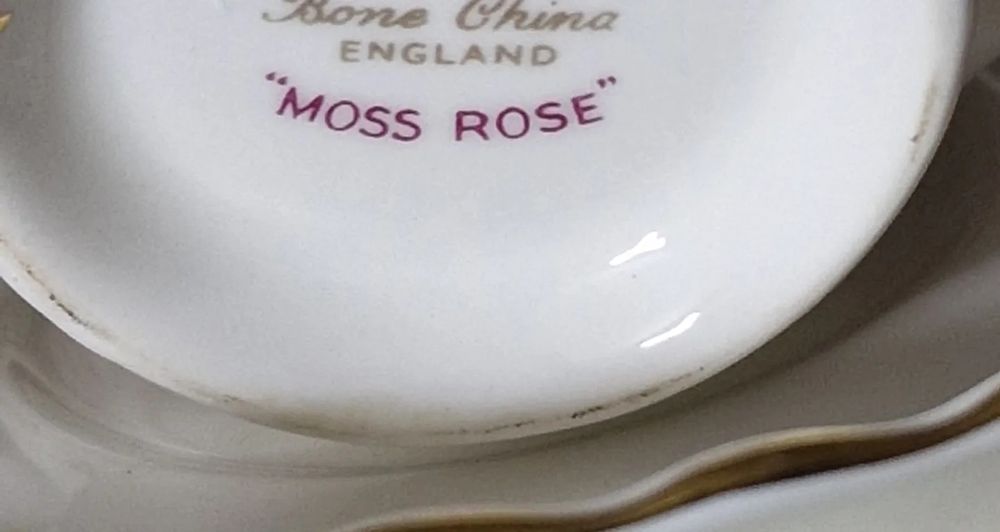 Bone China
ENGLAND
"MOSS ROSE"